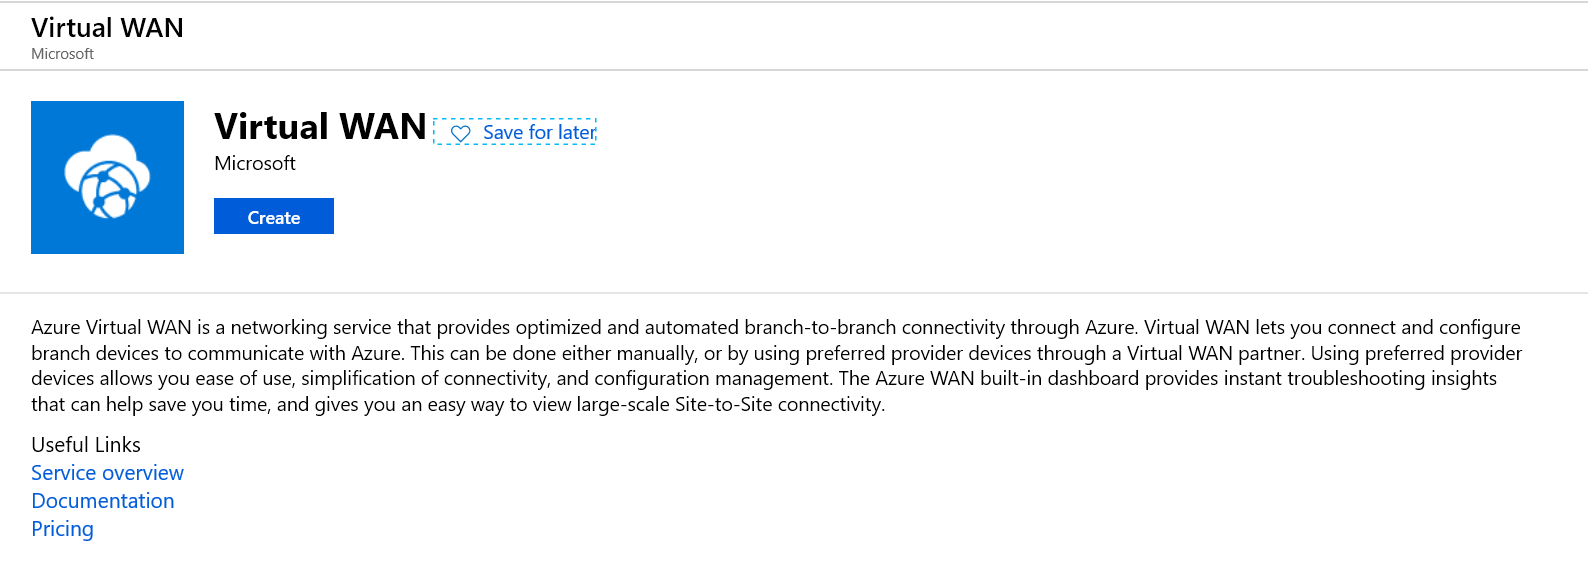 Virtual WAN
Microsoft
Virtual WAN
Save for later
Microsoft
Create
Azure Virtual WAN is a networking service that provides optimized and automated branch-to-branch connectivity through Azure. Virtual WAN lets you connect and configure
branch devices to communicate with Azure. This can be done either manually, or by using preferred provider devices through a Virtual WAN partner. Using preferred provider
devices allows you ease of use, simplification of connectivity, and configuration management. The Azure WAN built-in dashboard provides instant troubleshooting insights
that can help save you time, and gives you an easy way to view large-scale Site-to-Site connectivity.
Useful Links
Service overview
Documentation
Pricing